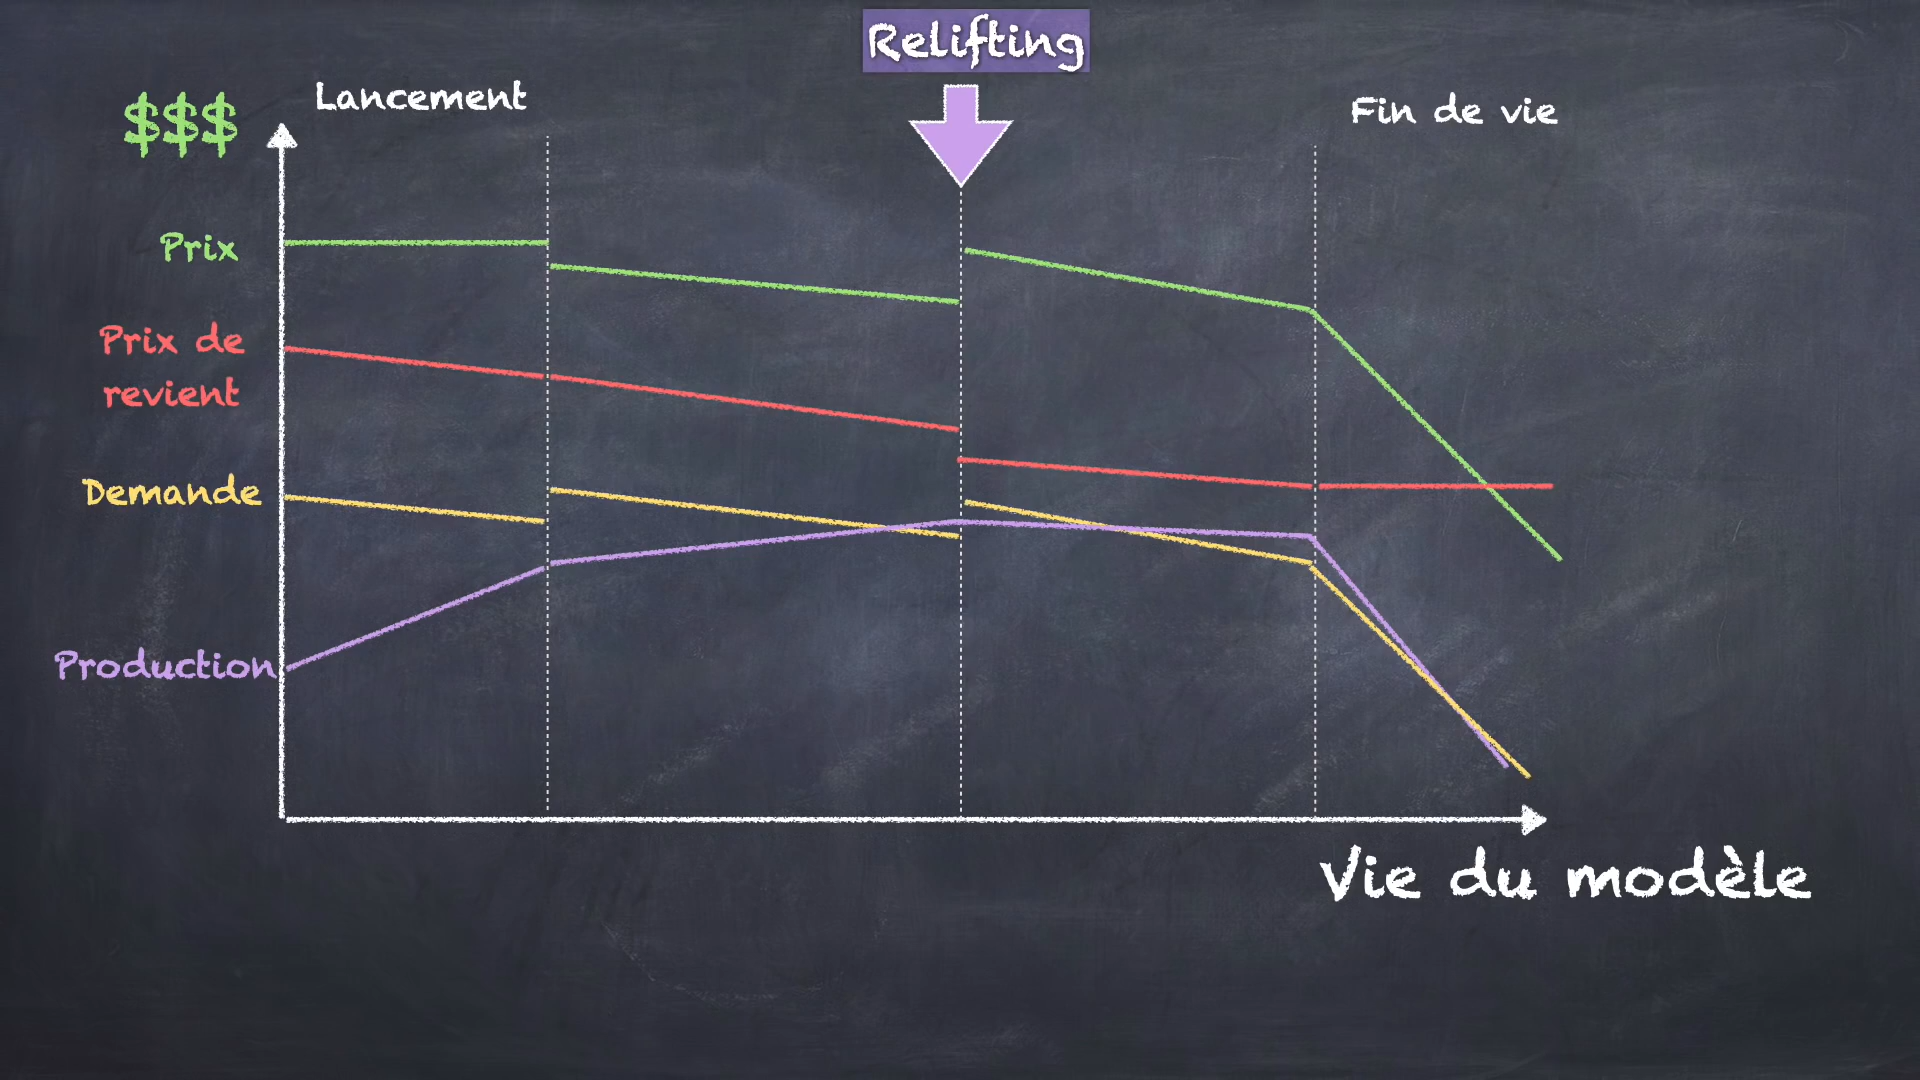 Relifting
$$$
Lancement
Fin de vie
Prix
Prix de
revient
Demande
Production
Vie du modèle